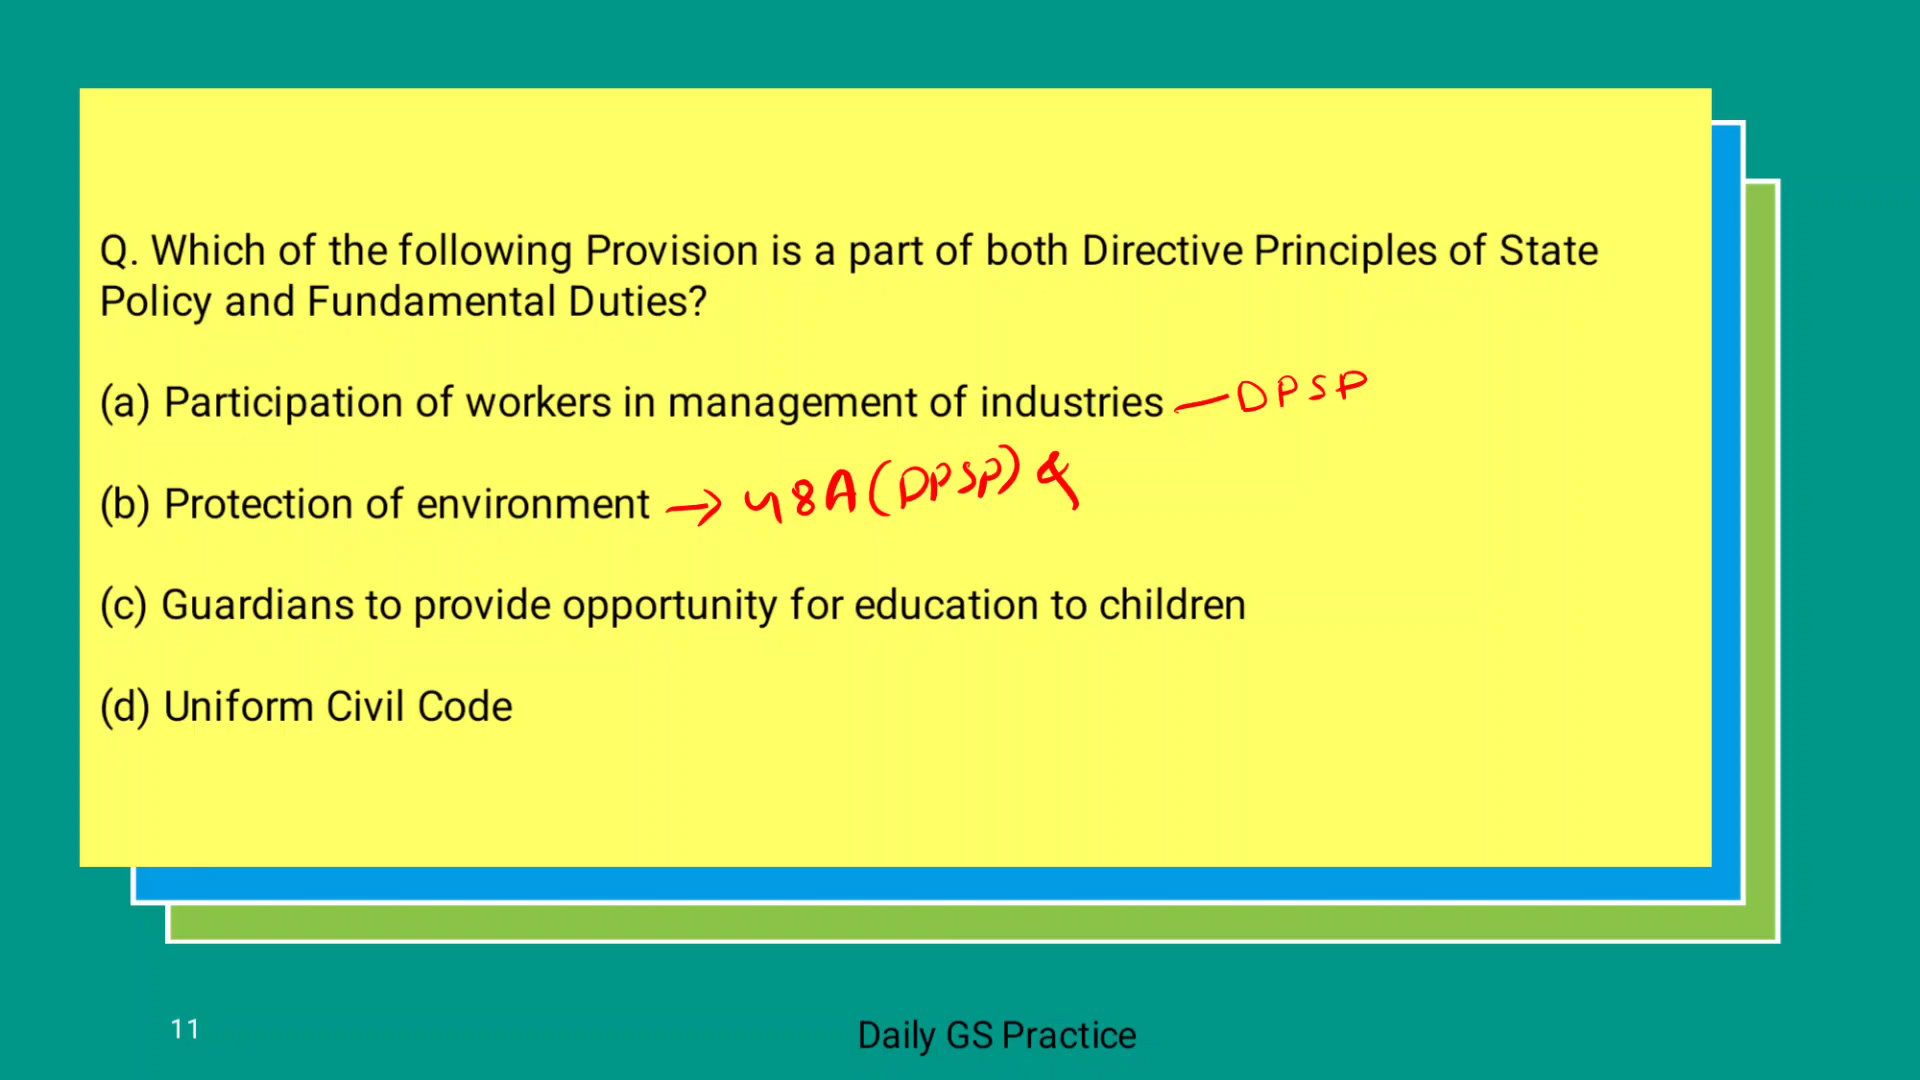 Q. Which of the following Provision is a part of both Directive Principles of State
Policy and Fundamental Duties?
(a) Participation of workers in management of industries — DPSP
(b) Protection of environment → 48A (DPSP) &
(c) Guardians to provide opportunity for education to children
(d) Uniform Civil Code
11
Daily GS Practice